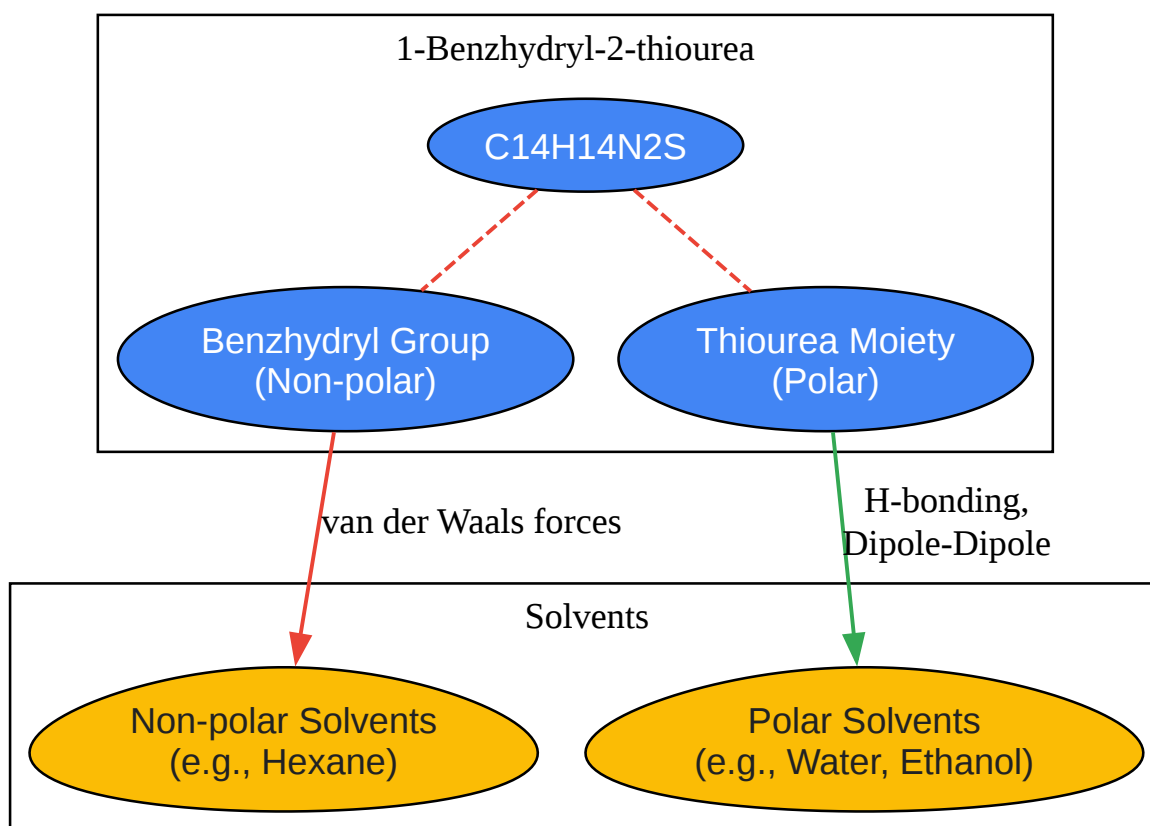 1-Benzhydryl-2-thiourea
C14H14N2S
Benzhydryl Group
(Non-polar)
Thiourea Moiety
(Polar)
van der Waals forces
H-bonding,
Dipole-Dipole
Solvents
Non-polar Solvents
(e.g., Hexane)
Polar Solvents
(e.g., Water, Ethanol)